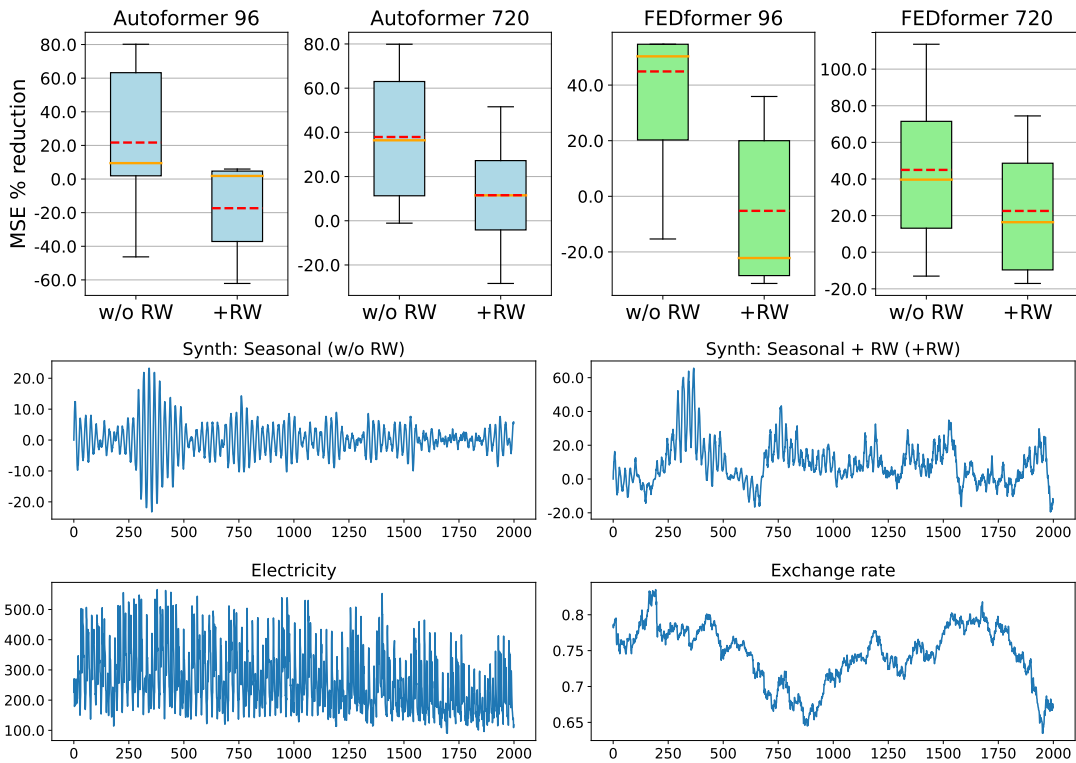 Autoformer 96
Autoformer 720
FEDformer 96
FEDformer 720
MSE % reduction
80.0
60.0
40.0
20.0
0.0
-20.0
-40.0
-60.0
w/o RW
+RW
80.0
60.0
40.0
20.0
0.0
-20.0
w/o RW
+RW
40.0
20.0
0.0
-20.0
w/o RW
+RW
100.0
80.0
60.0
40.0
20.0
0.0
-20.0
w/o RW
+RW
Synth: Seasonal (w/o RW)
20.0
10.0
0.0
-10.0
-20.0
0 250 500 750 1000 1250 1500 1750 2000
Synth: Seasonal + RW (+RW)
60.0
40.0
20.0
0.0
-20.0
0 250 500 750 1000 1250 1500 1750 2000
Electricity
500.0
400.0
300.0
200.0
100.0
0 250 500 750 1000 1250 1500 1750 2000
Exchange rate
0.8
0.75
0.7
0.65
0 250 500 750 1000 1250 1500 1750 2000